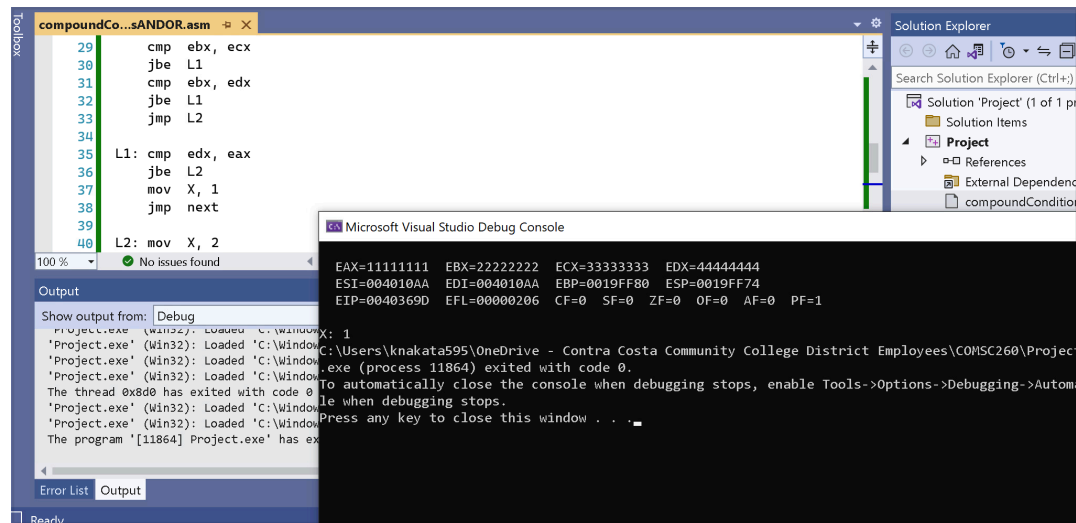 Toolbox
compoundCo...sANDOR.asm
29 cmp ebx, ecx
30 jbe L1
31 cmp ebx, edx
32 jbe L1
33 jmp L2
34
35 L1: cmp edx, eax
36 jbe L2
37 mov X, 1
38 jmp next
39
40 L2: mov X, 2
100 %
No issues found
Solution Explorer
Search Solution Explorer (Ctrl+;)
Solution 'Project' (1 of 1 pr
Solution Items
Project
References
External Dependenc
compoundCondition
Output
Show output from: Debug
'Project.exe' (Win32): Loaded 'C:\Window
'Project.exe' (Win32): Loaded 'C:\Window
'Project.exe' (Win32): Loaded 'C:\Window
'Project.exe' (Win32): Loaded 'C:\Window
The thread 0x8d0 has exited with code 0
'Project.exe' (Win32): Loaded 'C:\Window
'Project.exe' (Win32): Loaded 'C:\Window
The program '[11864] Project.exe' has ex
Error List Output
Ready
C:\ Microsoft Visual Studio Debug Console
EAX=11111111 EBX=22222222 ECX=33333333 EDX=44444444
ESI=004010AA EDI=004010AA EBP=0019FF80 ESP=0019FF74
EIP=0040369D EFL=00000206 CF=0 SF=0 ZF=0 OF=0 AF=0 PF=1
X: 1
C:\Users\knakata595\OneDrive - Contra Costa Community College District Employees\COMSC260\Project
.exe (process 11864) exited with code 0.
To automatically close the console when debugging stops, enable Tools->Options->Debugging->Automa
le when debugging stops.
Press any key to close this window . . .